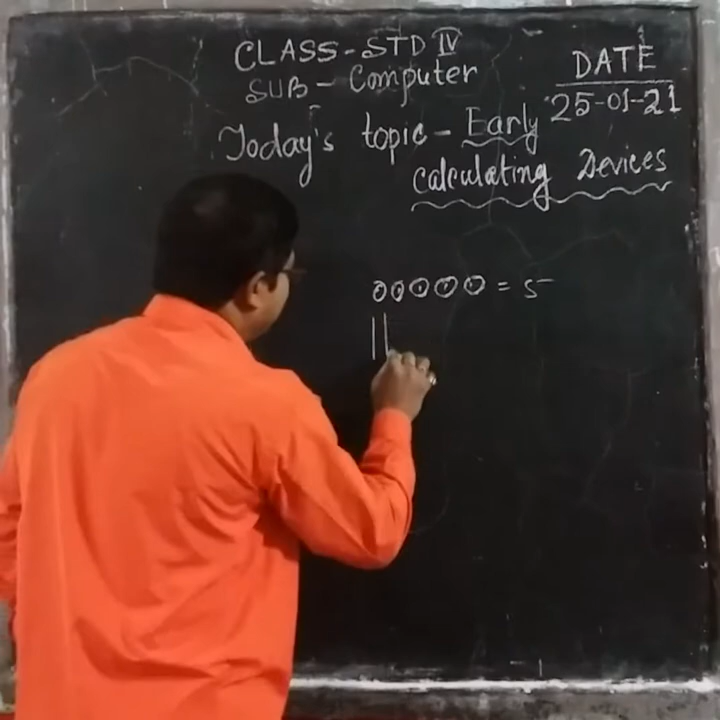 CLASS-STD IV
SUB- Computer
DATE
25-01-21
Today's topic- Early
calculating Devices
00000 = 5
||